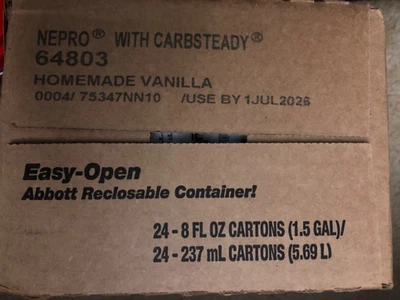 NEPRO® WITH CARBSTEADY®
64803
HOMEMADE VANILLA
0004/ 75347NN10 /USE BY 1JUL2026
Easy-Open
Abbott Reclosable Container!
24-8 FL OZ CARTONS (1.5 GAL)/
24-237 mL CARTONS (5.69 L)